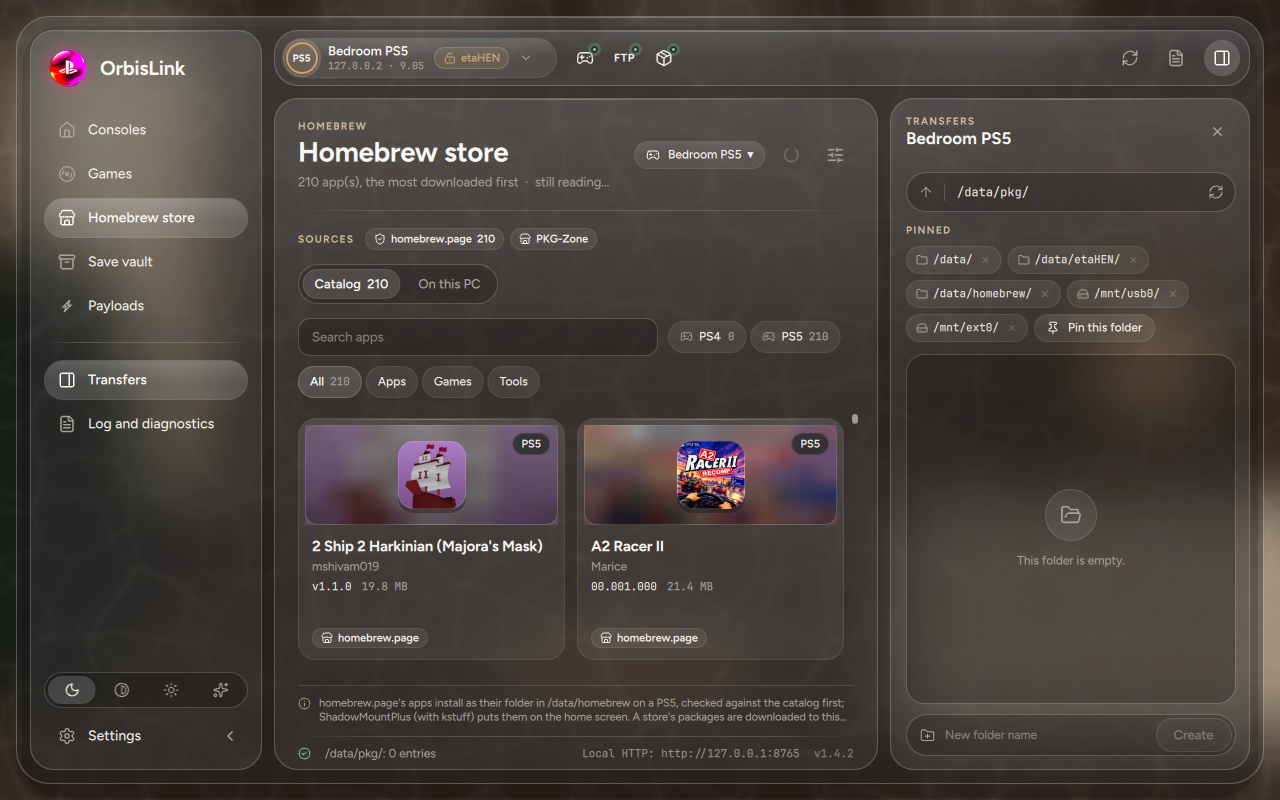 OrbisLink
Consoles
Games
Homebrew store
Save vault
Payloads
Transfers
Log and diagnostics
Settings
PS5
Bedroom PS5
127.0.0.2 · 9.05
etaHEN
FTP
HOMEBREW
Homebrew store
210 app(s), the most downloaded first · still reading…
Bedroom PS5 ▾
SOURCES
homebrew.page 210
PKG-Zone
Catalog 210
On this PC
Search apps
PS4 0
PS5 210
All 210
Apps
Games
Tools
PS5
2 Ship 2 Harkinian (Majora's Mask)
mshivam019
v1.1.0 19.8 MB
homebrew.page
PS5
A2
RACER II
RECOMP
A2 Racer II
Marice
00.001.000 21.4 MB
homebrew.page
homebrew.page's apps install as their folder in /data/homebrew on a PS5, checked against the catalog first;
ShadowMountPlus (with kstuff) puts them on the home screen. A store's packages are downloaded to this…
/data/pkg/: 0 entries
Local HTTP: http://127.0.0.1:8765 v1.4.2
TRANSFERS
Bedroom PS5
/data/pkg/
PINNED
/data/ ×
/data/etaHEN/ ×
/data/homebrew/ ×
/mnt/usb0/ ×
/mnt/ext0/ ×
Pin this folder
This folder is empty.
New folder name
Create